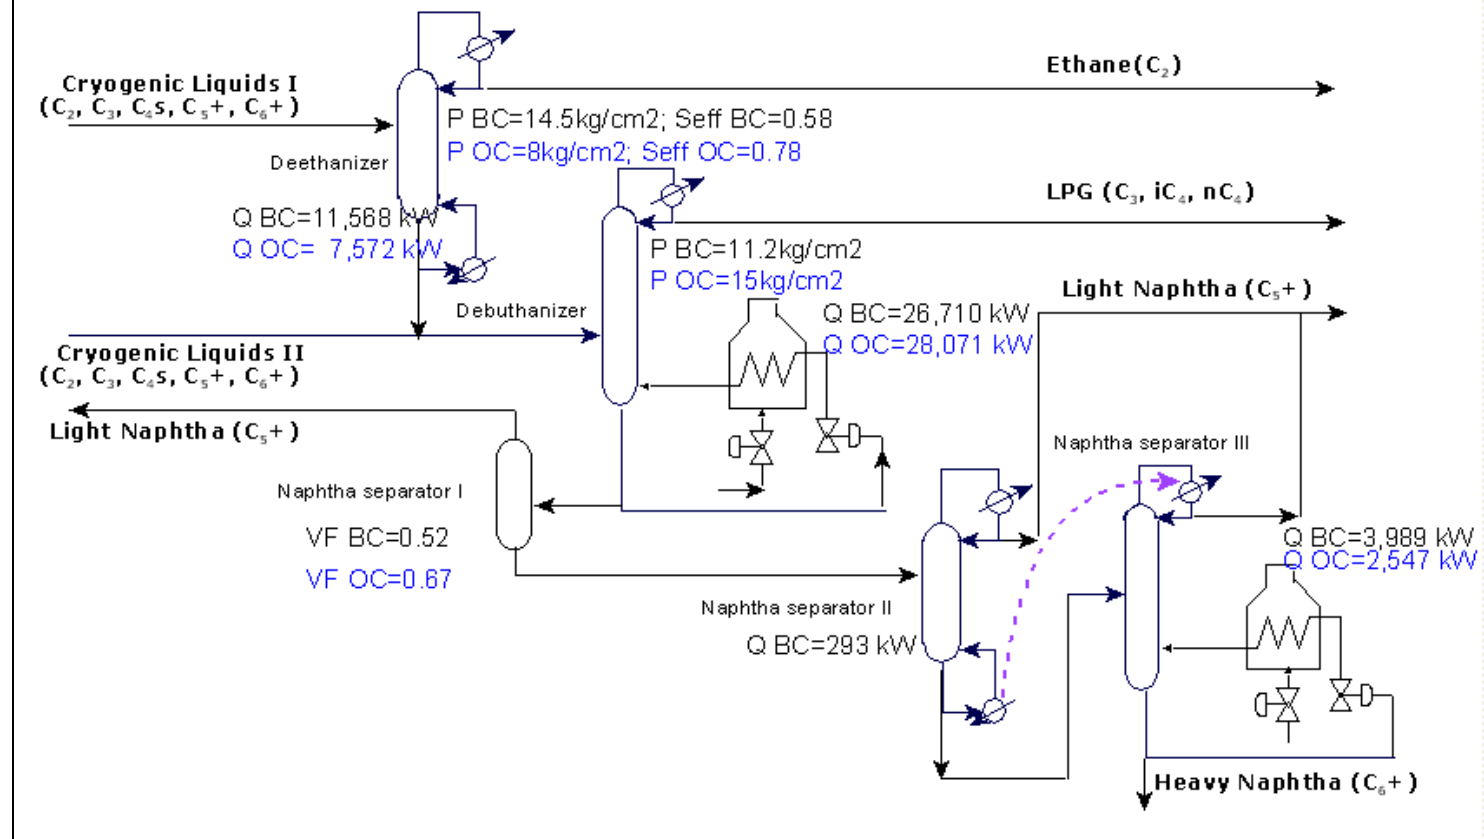 Ethane(C₂)
Cryogenic Liquids I
(C₂, C₃, C₄s, C₅+, C₆+)
P BC=14.5kg/cm2; Seff BC=0.58
P OC=8kg/cm2; Seff OC=0.78
Deethanizer
LPG (C₃, iC₄, nC₄)
Q BC=11,568 kW
Q OC= 7,572 kW
P BC=11.2kg/cm2
P OC=15kg/cm2
Light Naphtha (C₅+)
Debuthanizer
Q BC=26,710 kW
Q OC=28,071 kW
Cryogenic Liquids II
(C₂, C₃, C₄s, C₅+, C₆+)
Light Naphtha (C₅+)
Naphtha separator III
Naphtha separator I
VF BC=0.52
VF OC=0.67
Q BC=3,989 kW
Q OC=2,547 kW
Naphtha separator II
Q BC=293 kW
Heavy Naphtha (C₆+)